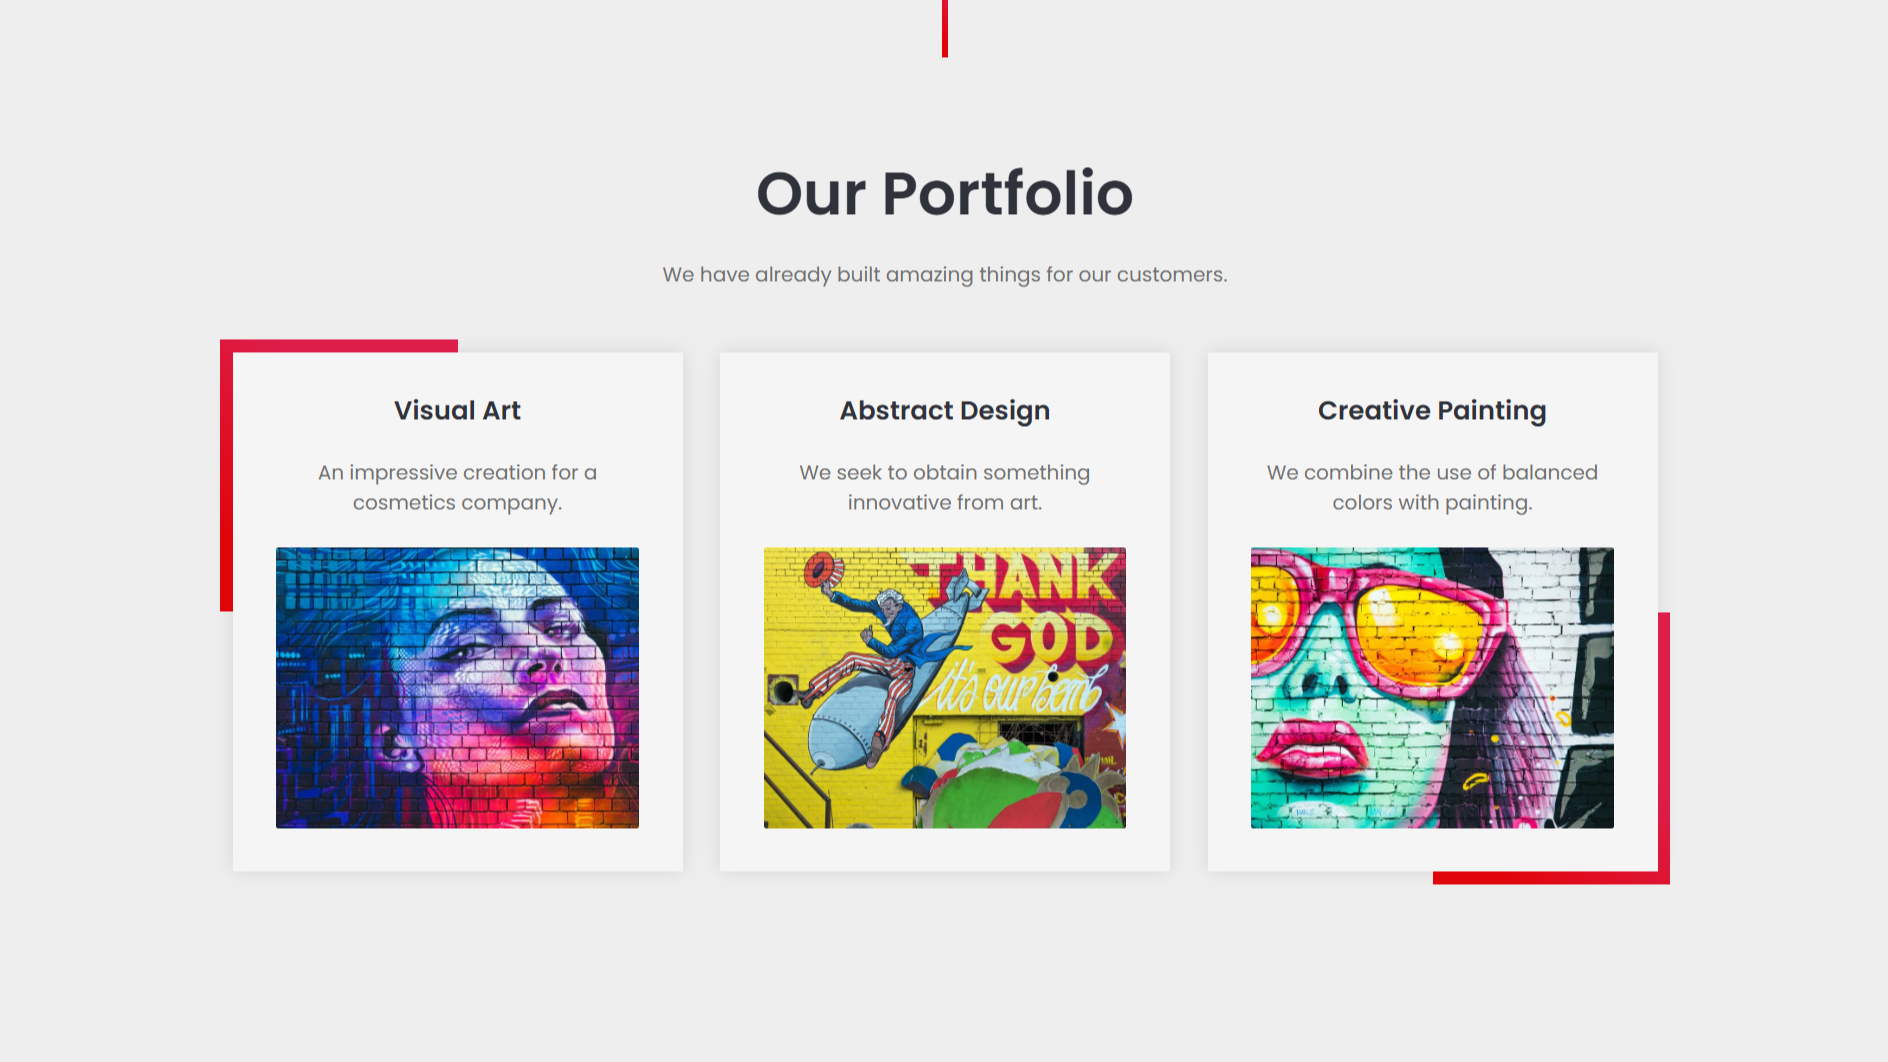 Our Portfolio
We have already built amazing things for our customers.
Visual Art
An impressive creation for a
cosmetics company.
Abstract Design
We seek to obtain something
innovative from art.
THANK
GOD
it's our bomb
Creative Painting
We combine the use of balanced
colors with painting.